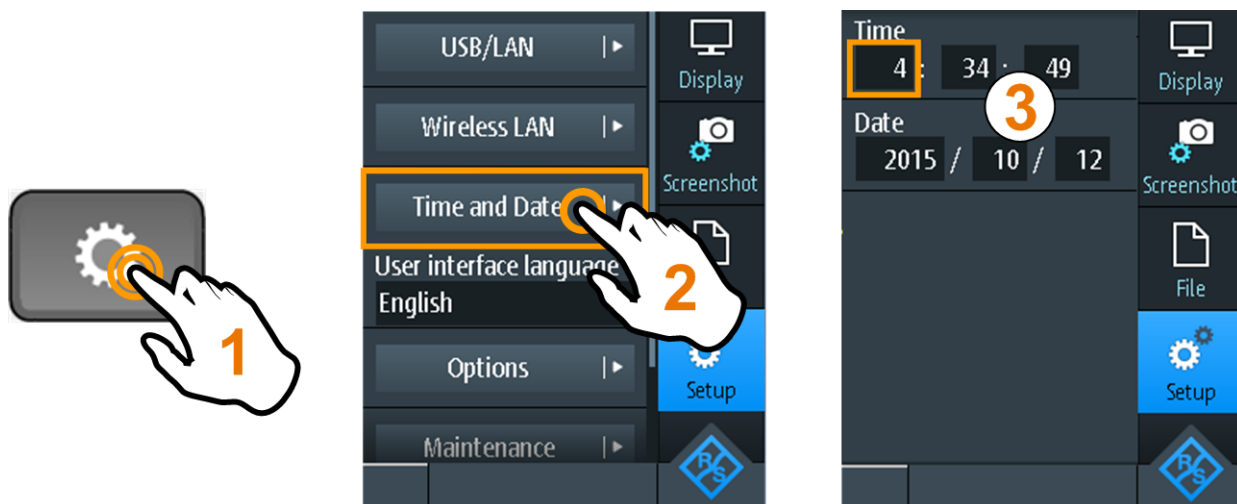 1
USB/LAN
Wireless LAN
Time and Date
User interface language
English
Options
Maintenance
Display
Screenshot
2
Setup
R/S
Time
4 : 34 : 49
3
Date
2015 / 10 / 12
Display
Screenshot
File
Setup
R/S